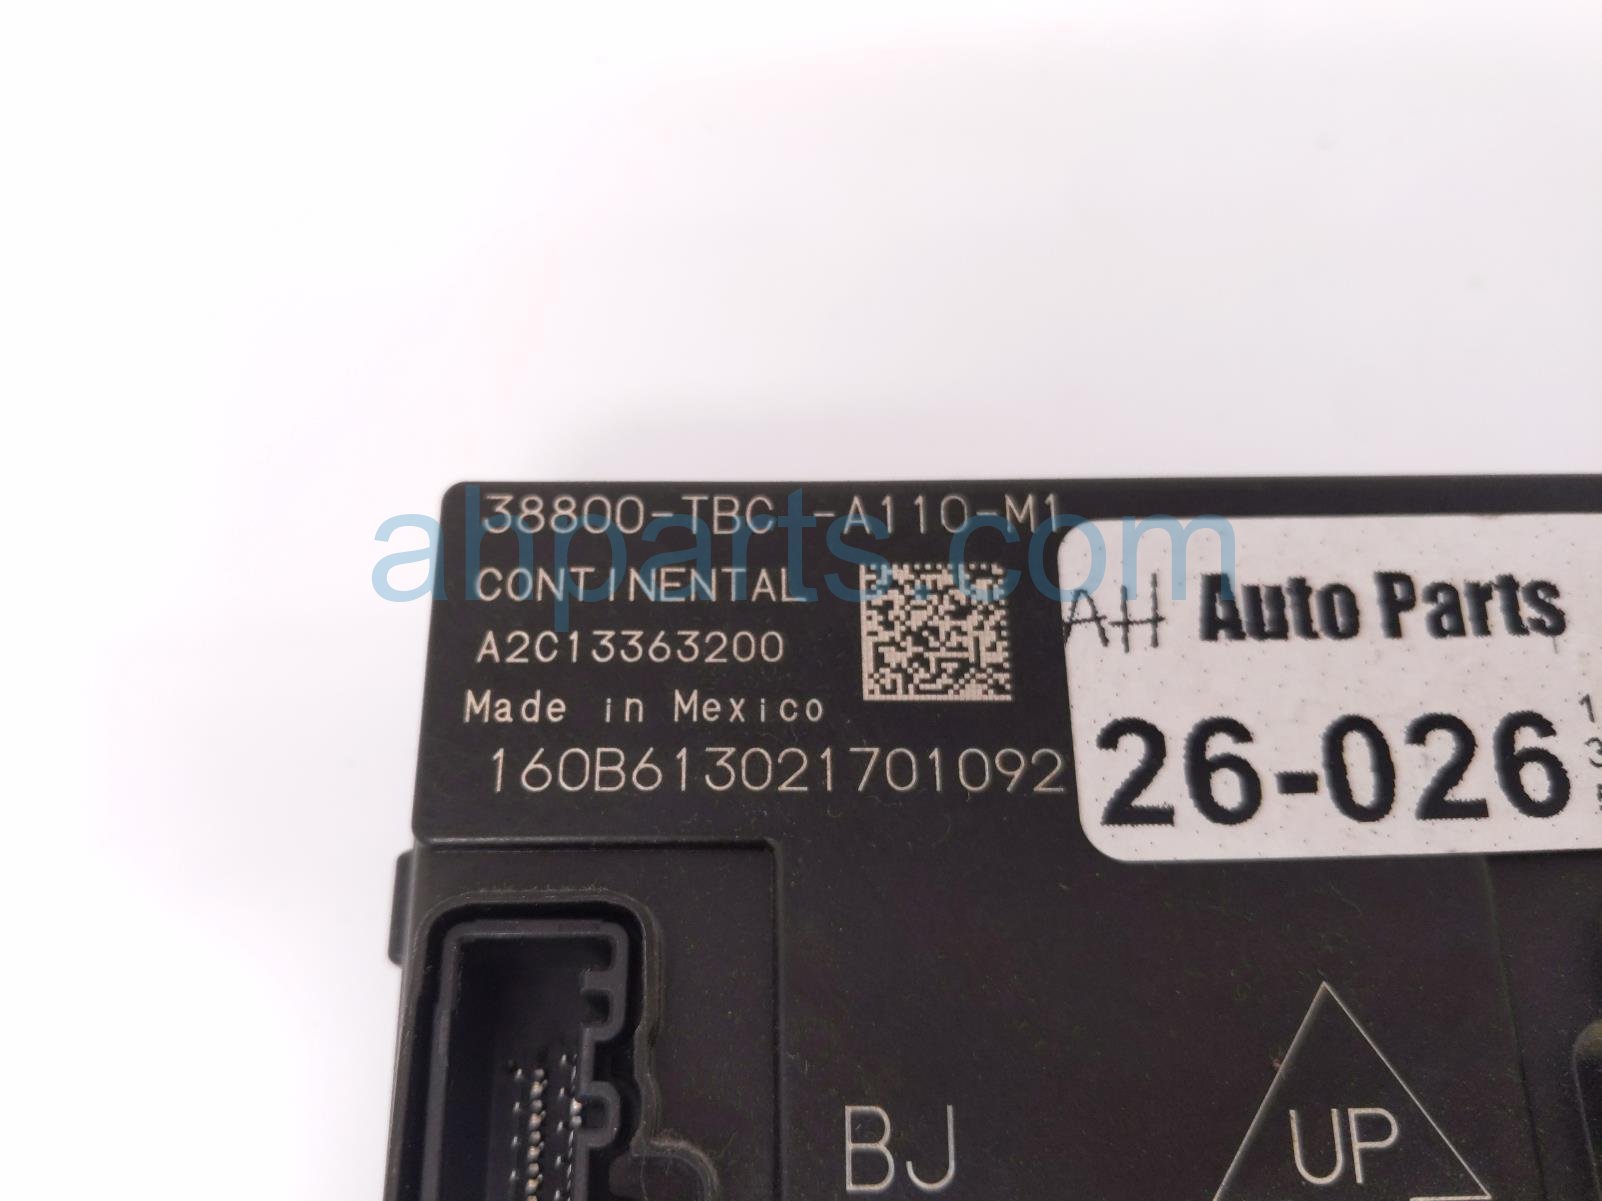 38800-TBC -A110-M1
CONTINENTAL
A2C13363200
Made in Mexico
160B613021701092
AH Auto Parts
26-026
BJ
UP
ahparts.com